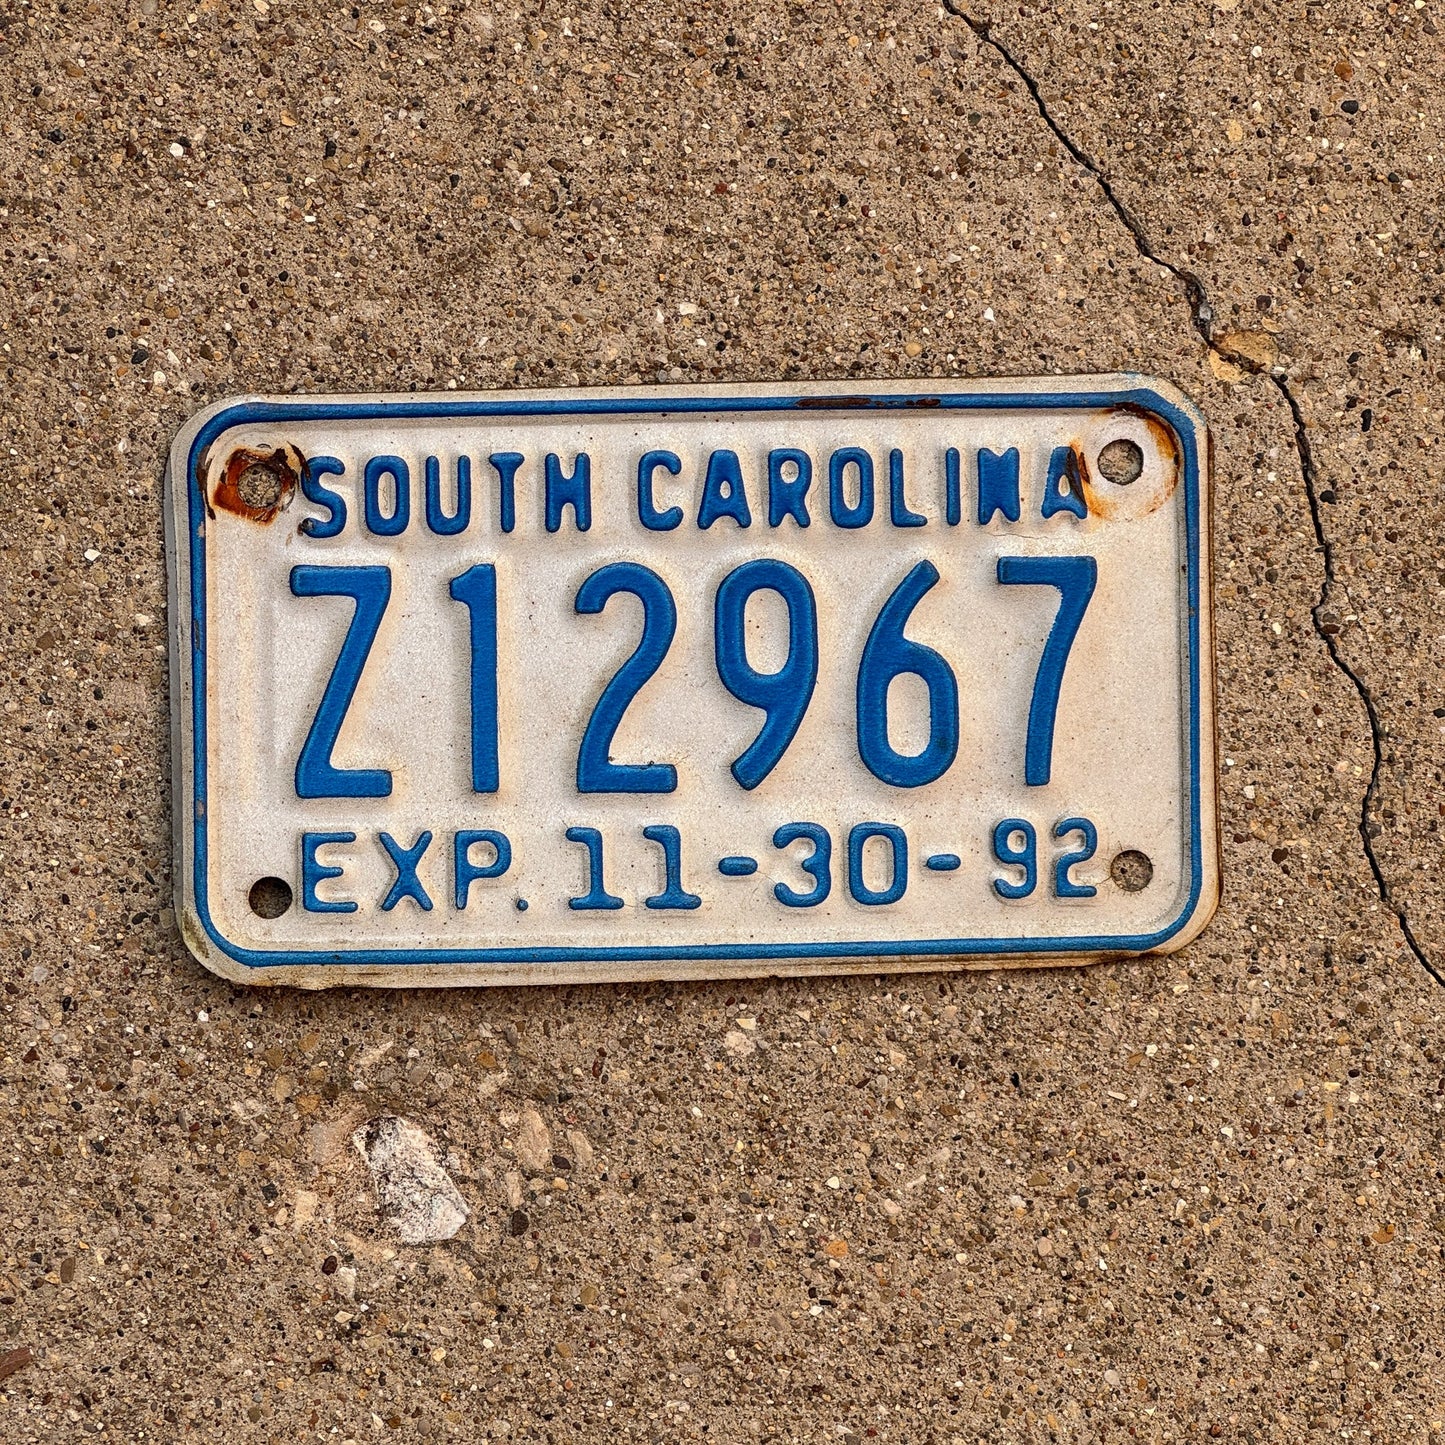 SOUTH CAROLINA
Z12967
EXP. 11-30-92